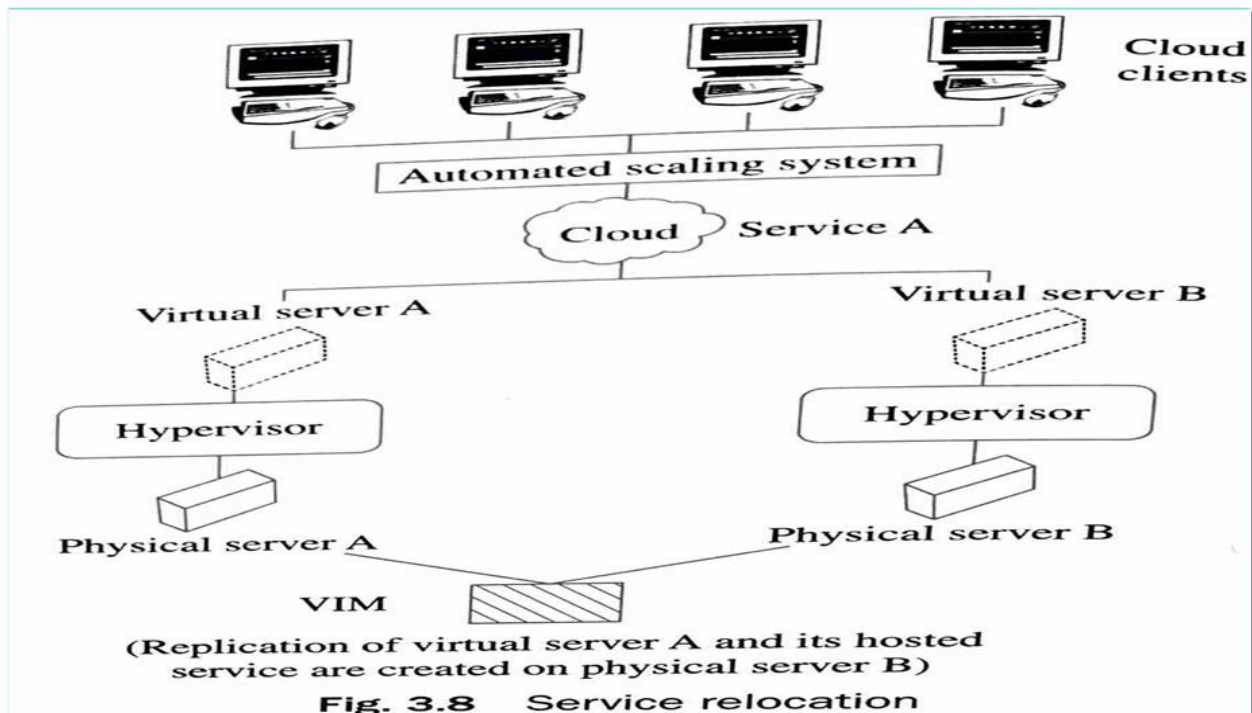 Cloud
clients
Automated scaling system
Cloud
Service A
Virtual server A
Virtual server B
Hypervisor
Hypervisor
Physical server A
Physical server B
VIM
(Replication of virtual server A and its hosted
service are created on physical server B)
Fig. 3.8 Service relocation